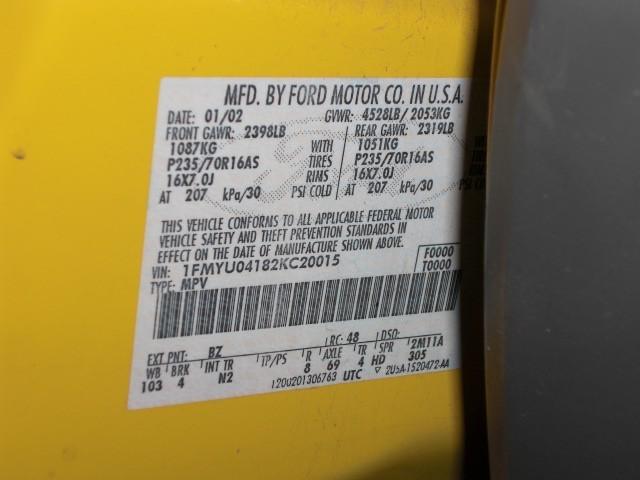 MFD. BY FORD MOTOR CO. IN U.S.A.
DATE: 01/02 GVWR: 4528LB/ 2053KG
FRONT GAWR: 2398LB REAR GAWR: 2319LB
1087KG WITH 1051KG
P235/70R16AS TIRES P235/70R16AS
16X7.0J RIMS 16X7.0J
AT 207 kPa/30 PSI COLD AT 207 kPa/30
THIS VEHICLE CONFORMS TO ALL APPLICABLE FEDERAL MOTOR
VEHICLE SAFETY AND THEFT PREVENTION STANDARDS IN
EFFECT ON THE DATE OF MANUFACTURE SHOWN ABOVE.
VIN: 1FMYU04182KC20015 F0000
TYPE: MPV T0000
EXT PNT: BZ RC: 48 DSO:
WB BRK INT TR TP/PS R AXLE TR SPR 2M11A
103 4 N2 8 69 4 HD 305
1200201306763 UTC ▽ 2U5A-1520472-AA